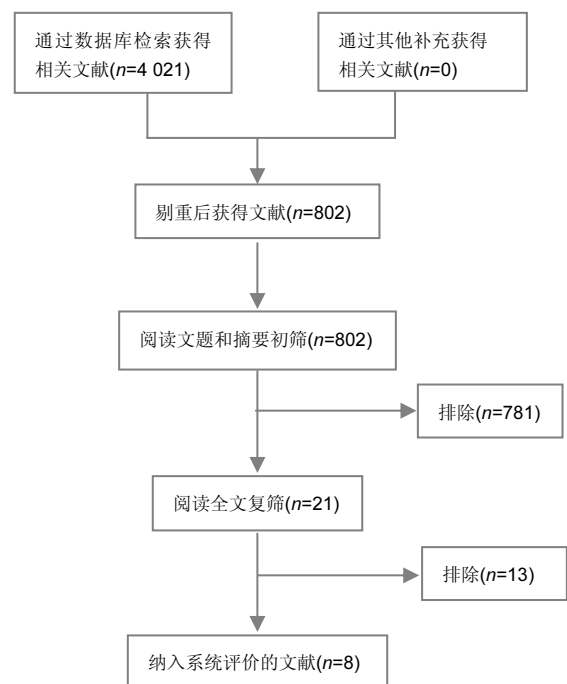 通过数据库检索获得
相关文献(n=4 021)
通过其他补充获得
相关文献(n=0)
剔重后获得文献(n=802)
阅读文题和摘要初筛(n=802)
排除(n=781)
阅读全文复筛(n=21)
排除(n=13)
纳入系统评价的文献(n=8)